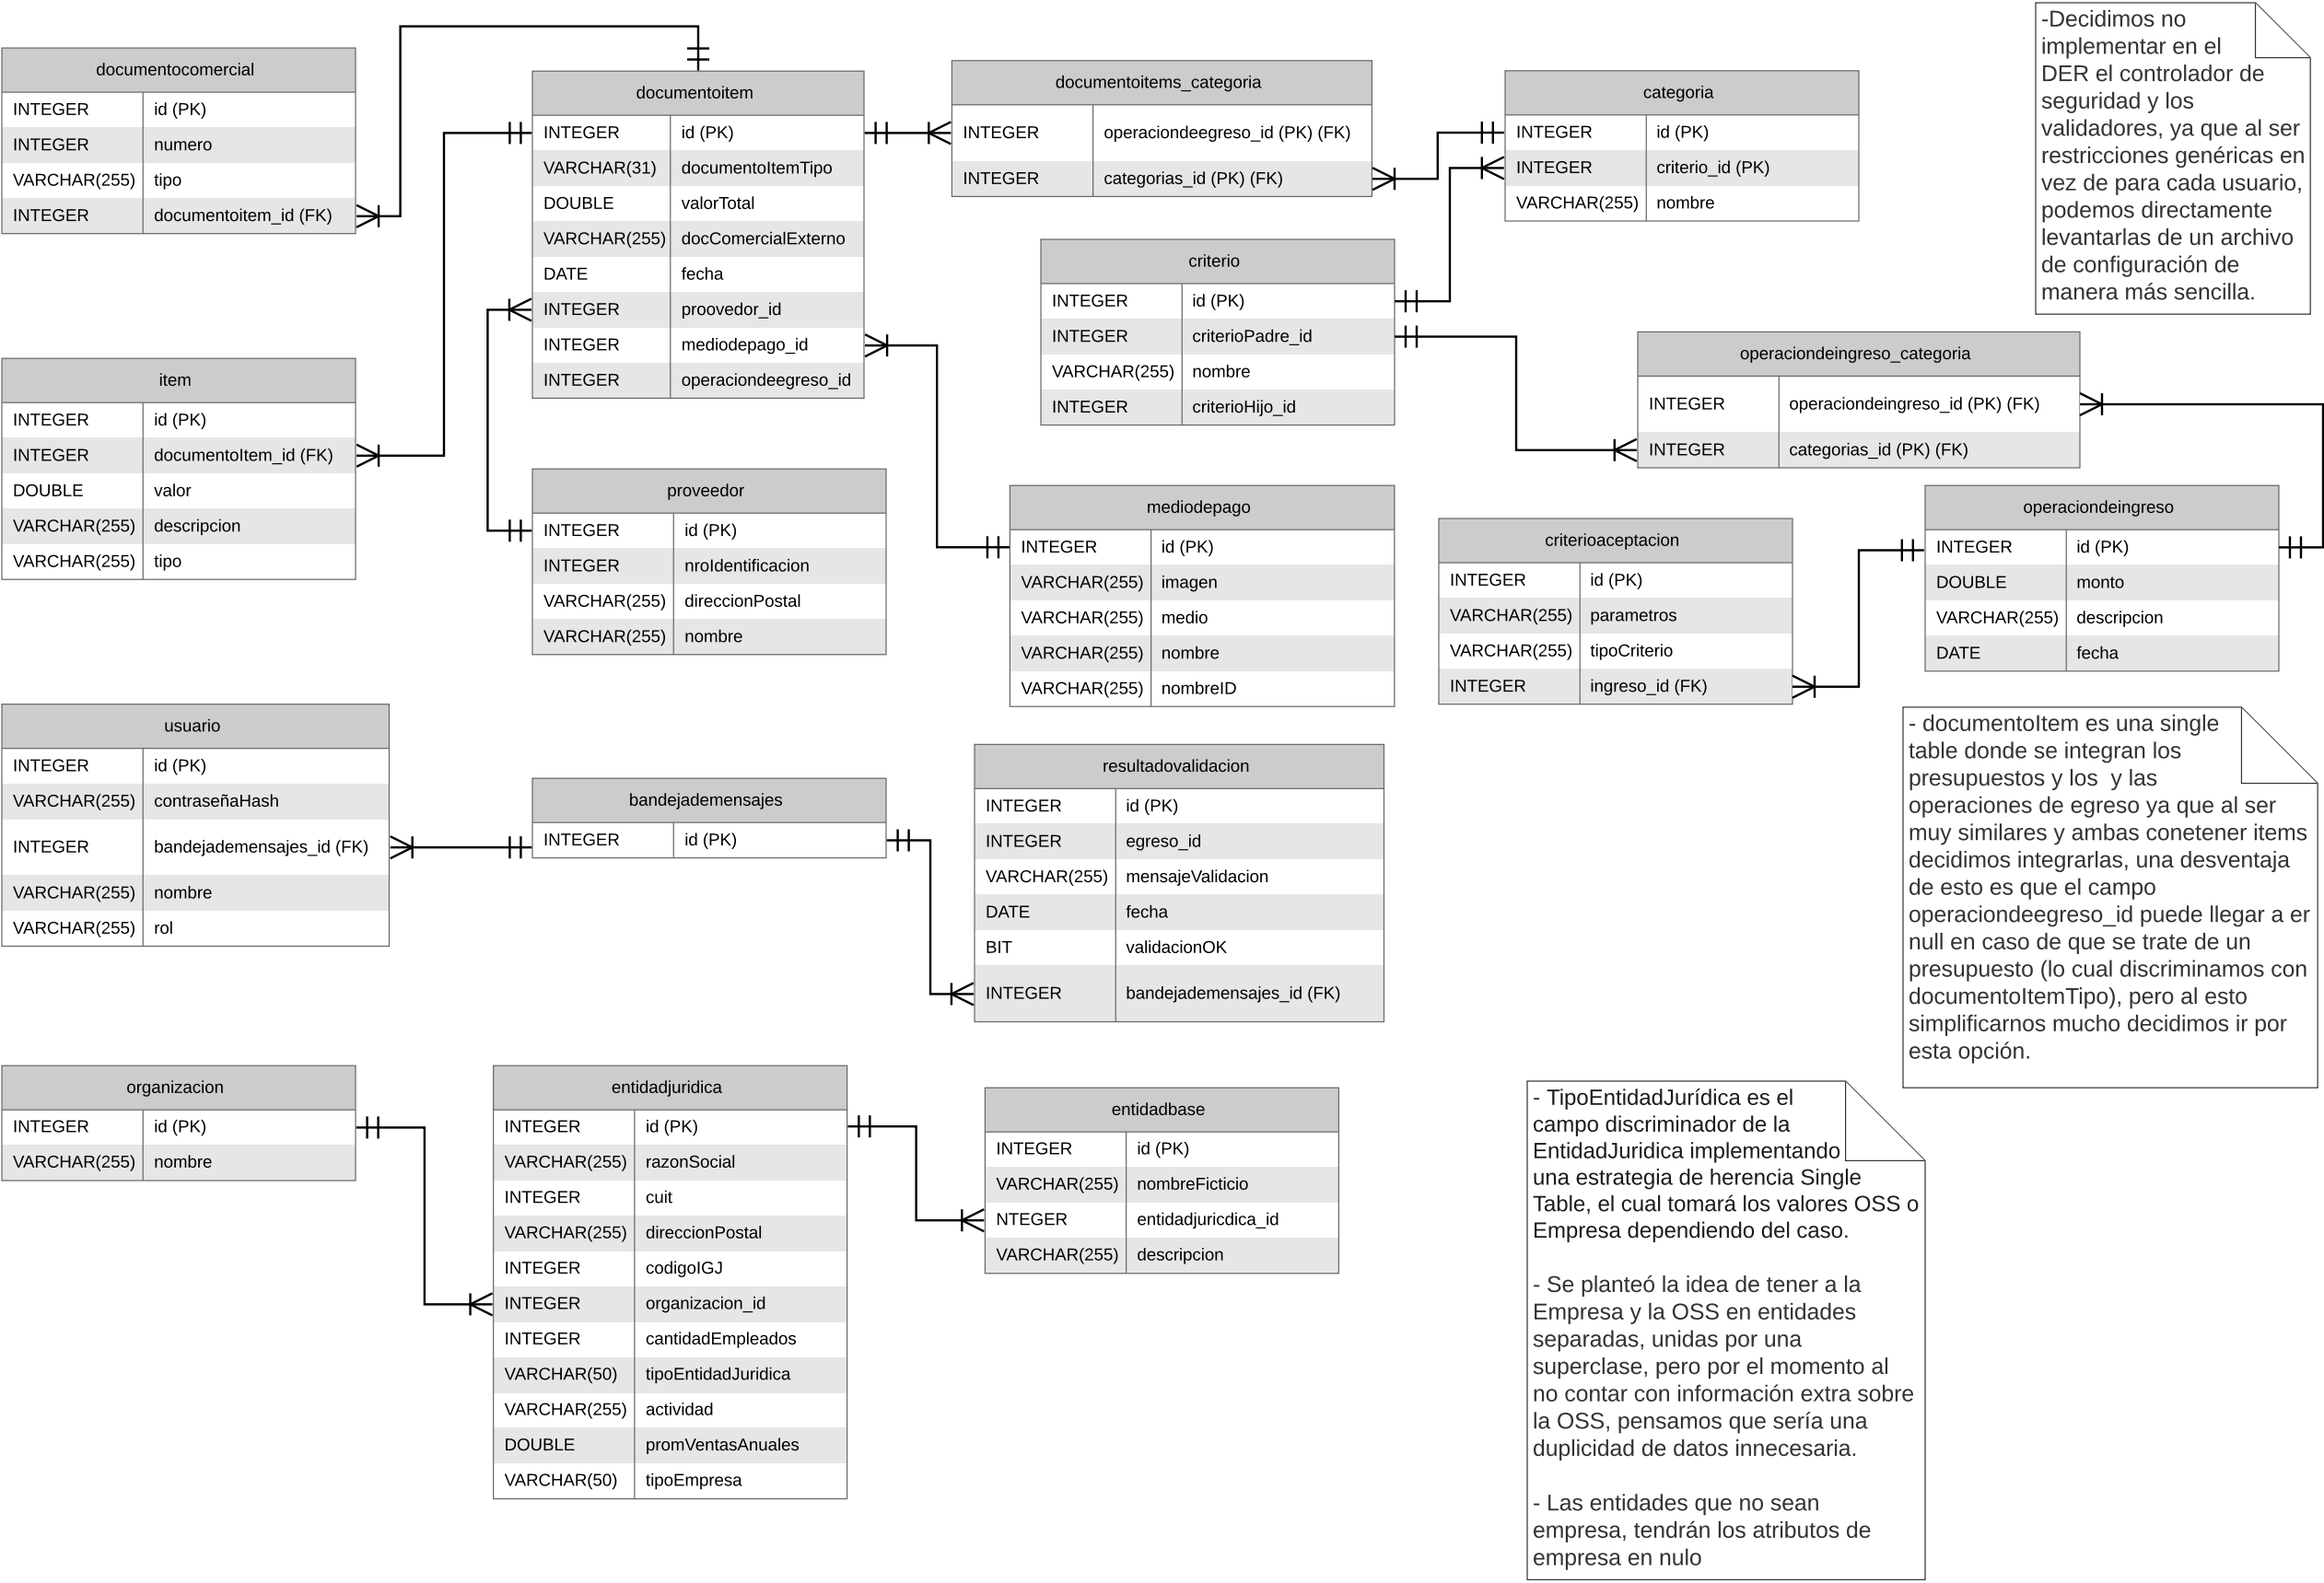 documentocomercial
INTEGER id (PK)
INTEGER numero
VARCHAR(255) tipo
INTEGER documentoitem_id (FK)
documentoitem
INTEGER id (PK)
VARCHAR(31) documentoItemTipo
DOUBLE valorTotal
VARCHAR(255) docComercialExterno
DATE fecha
INTEGER proovedor_id
INTEGER mediodepago_id
INTEGER operaciondeegreso_id
documentoitems_categoria
INTEGER operaciondeegreso_id (PK) (FK)
INTEGER categorias_id (PK) (FK)
categoria
INTEGER id (PK)
INTEGER criterio_id (PK)
VARCHAR(255) nombre
-Decidimos no
implementar en el
DER el controlador de
seguridad y los
validadores, ya que al ser
restricciones genéricas en
vez de para cada usuario,
podemos directamente
levantarlas de un archivo
de configuración de
manera más sencilla.
criterio
INTEGER id (PK)
INTEGER criterioPadre_id
VARCHAR(255) nombre
INTEGER criterioHijo_id
operaciondeingreso_categoria
INTEGER operaciondeingreso_id (PK) (FK)
INTEGER categorias_id (PK) (FK)
item
INTEGER id (PK)
INTEGER documentoItem_id (FK)
DOUBLE valor
VARCHAR(255) descripcion
VARCHAR(255) tipo
proveedor
INTEGER id (PK)
INTEGER nroIdentificacion
VARCHAR(255) direccionPostal
VARCHAR(255) nombre
mediodepago
INTEGER id (PK)
VARCHAR(255) imagen
VARCHAR(255) medio
VARCHAR(255) nombre
VARCHAR(255) nombreID
criterioaceptacion
INTEGER id (PK)
VARCHAR(255) parametros
VARCHAR(255) tipoCriterio
INTEGER ingreso_id (FK)
operaciondeingreso
INTEGER id (PK)
DOUBLE monto
VARCHAR(255) descripcion
DATE fecha
usuario
INTEGER id (PK)
VARCHAR(255) contraseñaHash
INTEGER bandejademensajes_id (FK)
VARCHAR(255) nombre
VARCHAR(255) rol
bandejademensajes
INTEGER id (PK)
resultadovalidacion
INTEGER id (PK)
INTEGER egreso_id
VARCHAR(255) mensajeValidacion
DATE fecha
BIT validacionOK
INTEGER bandejademensajes_id (FK)
- documentoItem es una single
table donde se integran los
presupuestos y los y las
operaciones de egreso ya que al ser
muy similares y ambas conetener items
decidimos integrarlas, una desventaja
de esto es que el campo
operaciondeegreso_id puede llegar a er
null en caso de que se trate de un
presupuesto (lo cual discriminamos con
documentoItemTipo), pero al esto
simplificarnos mucho decidimos ir por
esta opción.
organizacion
INTEGER id (PK)
VARCHAR(255) nombre
entidadjuridica
INTEGER id (PK)
VARCHAR(255) razonSocial
INTEGER cuit
VARCHAR(255) direccionPostal
INTEGER codigoIGJ
INTEGER organizacion_id
INTEGER cantidadEmpleados
VARCHAR(50) tipoEntidadJuridica
VARCHAR(255) actividad
DOUBLE promVentasAnuales
VARCHAR(50) tipoEmpresa
entidadbase
INTEGER id (PK)
VARCHAR(255) nombreFicticio
NTEGER entidadjuricdica_id
VARCHAR(255) descripcion
- TipoEntidadJurídica es el
campo discriminador de la
EntidadJuridica implementando
una estrategia de herencia Single
Table, el cual tomará los valores OSS o
Empresa dependiendo del caso.
- Se planteó la idea de tener a la
Empresa y la OSS en entidades
separadas, unidas por una
superclase, pero por el momento al
no contar con información extra sobre
la OSS, pensamos que sería una
duplicidad de datos innecesaria.
- Las entidades que no sean
empresa, tendrán los atributos de
empresa en nulo